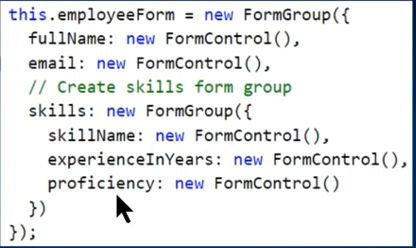 this.employeeForm = new FormGroup({
  fullName: new FormControl(),
  email: new FormControl(),
  // Create skills form group
  skills: new FormGroup({
    skillName: new FormControl(),
    experienceInYears: new FormControl(),
    proficiency: new FormControl()
  })
});